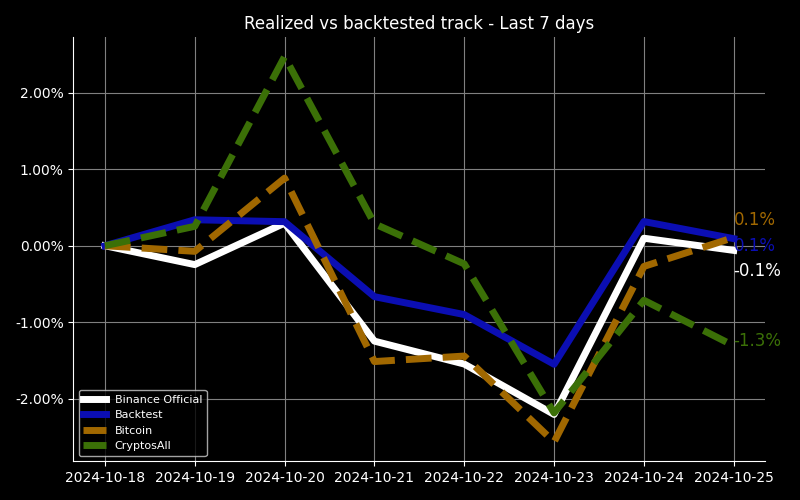 Realized vs backtested track - Last 7 days
2.00%
1.00%
0.00%
-1.00%
-2.00%
0.1%
0.1%
-0.1%
-1.3%
Binance Official
Backtest
Bitcoin
CryptosAll
2024-10-18 2024-10-19 2024-10-20 2024-10-21 2024-10-22 2024-10-23 2024-10-24 2024-10-25